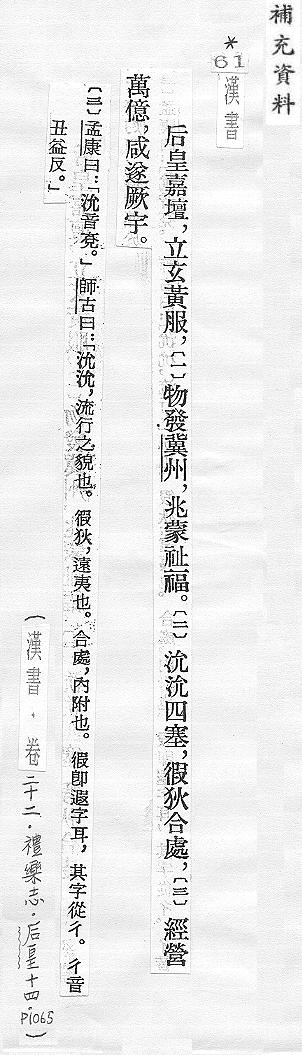 補充資料
*
61
漢書
后皇嘉壇，立玄黃服，〔一〕物發冀州，兆蒙祉福。〔二〕沇沇四塞，徦狄合處，〔三〕經營
萬億，咸遂厥宇。
〔三〕孟康曰：「沇音兗。」師古曰：「沇沇，流行之貌也。徦狄，遠夷也。合處，內附也。徦卽遐字耳，其字從彳。彳音
丑益反。」
(漢書．卷二十二．禮樂志．后皇十四．P1065)